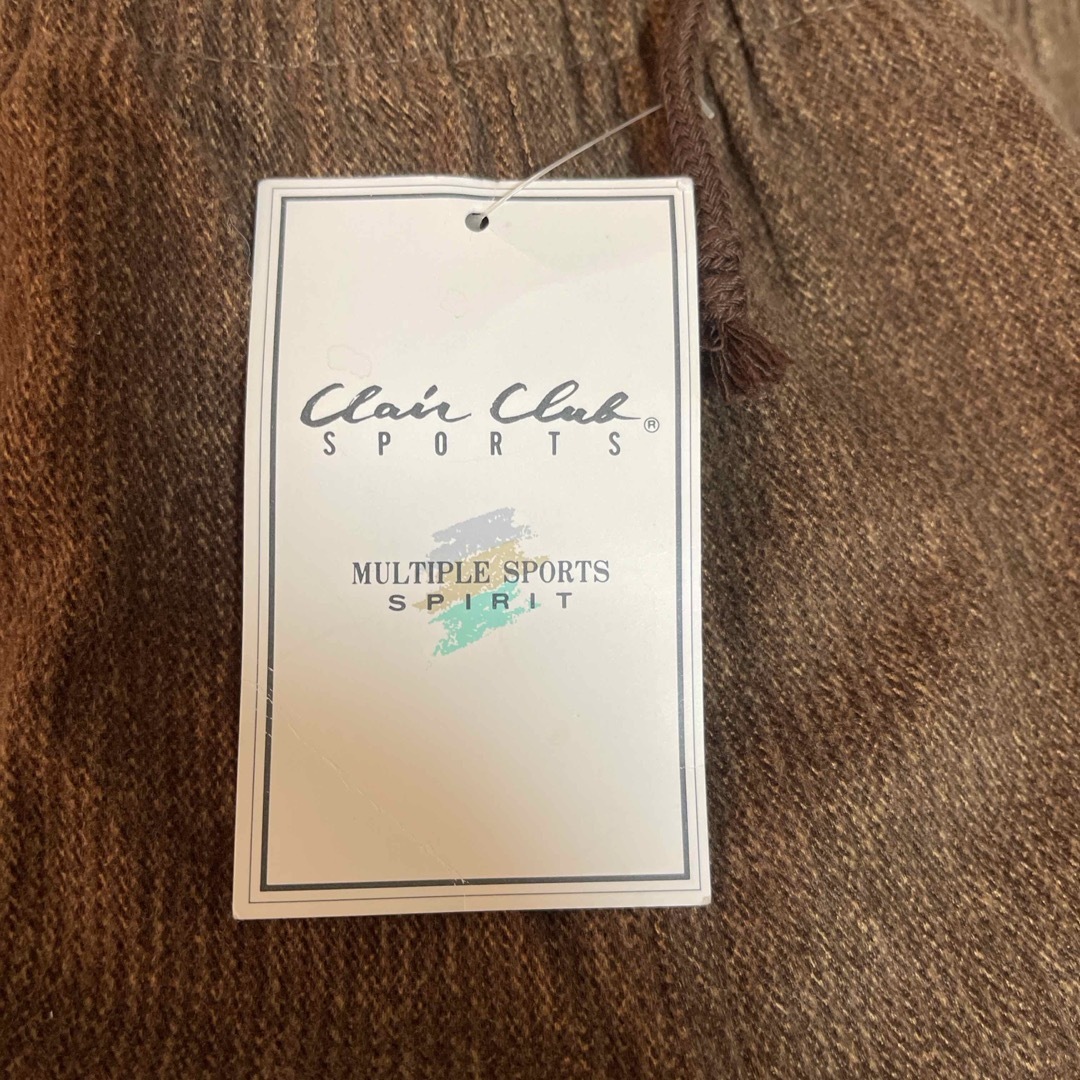 Clair Club ®
SPORTS
MULTIPLE SPORTS
SPIRIT